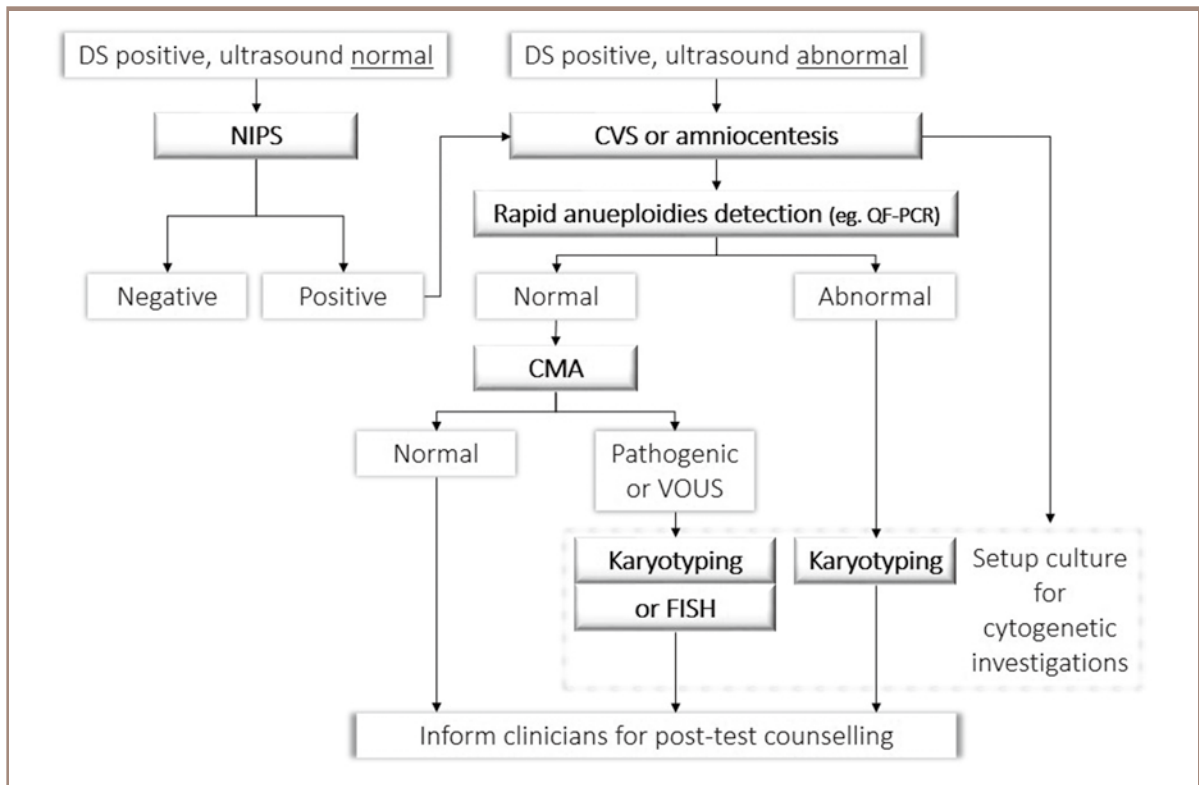 DS positive, ultrasound normal
DS positive, ultrasound abnormal
NIPS
CVS or amniocentesis
Rapid anueploidies detection (eg. QF-PCR)
Negative
Positive
Normal
Abnormal
CMA
Normal
Pathogenic
or VOUS
Karyotyping
or FISH
Karyotyping
Setup culture
for
cytogenetic
investigations
Inform clinicians for post-test counselling